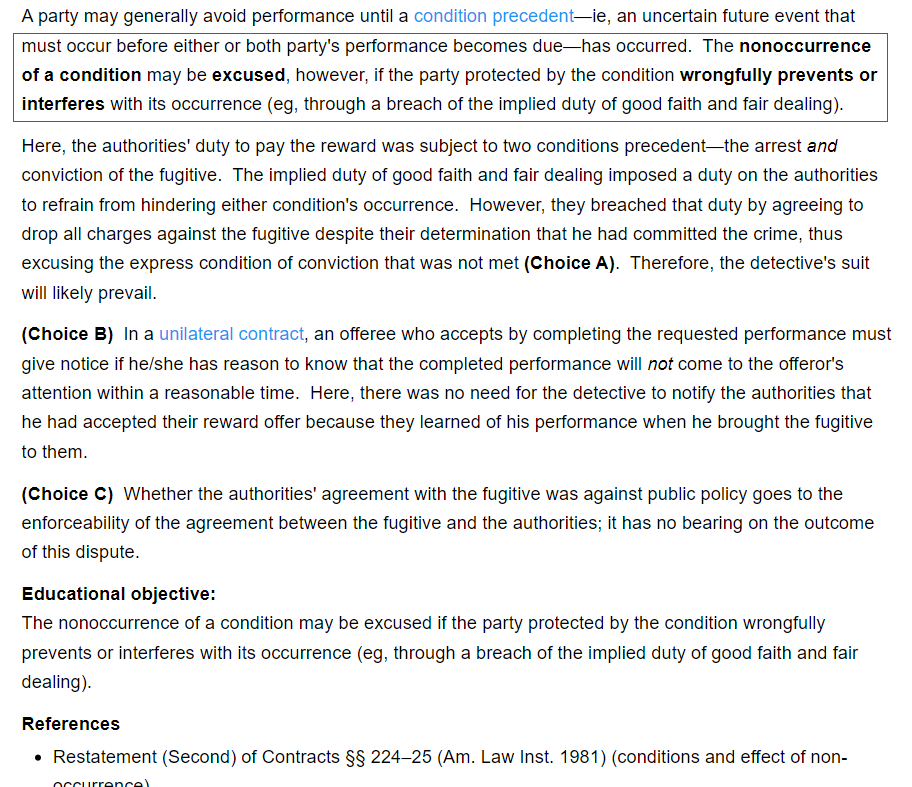 A party may generally avoid performance until a condition precedent—ie, an uncertain future event that
must occur before either or both party's performance becomes due—has occurred.  The nonoccurrence
of a condition may be excused, however, if the party protected by the condition wrongfully prevents or
interferes with its occurrence (eg, through a breach of the implied duty of good faith and fair dealing).
Here, the authorities' duty to pay the reward was subject to two conditions precedent—the arrest and
conviction of the fugitive.  The implied duty of good faith and fair dealing imposed a duty on the authorities
to refrain from hindering either condition's occurrence.  However, they breached that duty by agreeing to
drop all charges against the fugitive despite their determination that he had committed the crime, thus
excusing the express condition of conviction that was not met (Choice A).  Therefore, the detective's suit
will likely prevail.
(Choice B)  In a unilateral contract, an offeree who accepts by completing the requested performance must
give notice if he/she has reason to know that the completed performance will not come to the offeror's
attention within a reasonable time.  Here, there was no need for the detective to notify the authorities that
he had accepted their reward offer because they learned of his performance when he brought the fugitive
to them.
(Choice C)  Whether the authorities' agreement with the fugitive was against public policy goes to the
enforceability of the agreement between the fugitive and the authorities; it has no bearing on the outcome
of this dispute.
Educational objective:
The nonoccurrence of a condition may be excused if the party protected by the condition wrongfully
prevents or interferes with its occurrence (eg, through a breach of the implied duty of good faith and fair
dealing).
References
• Restatement (Second) of Contracts §§ 224–25 (Am. Law Inst. 1981) (conditions and effect of non-
occurrence)